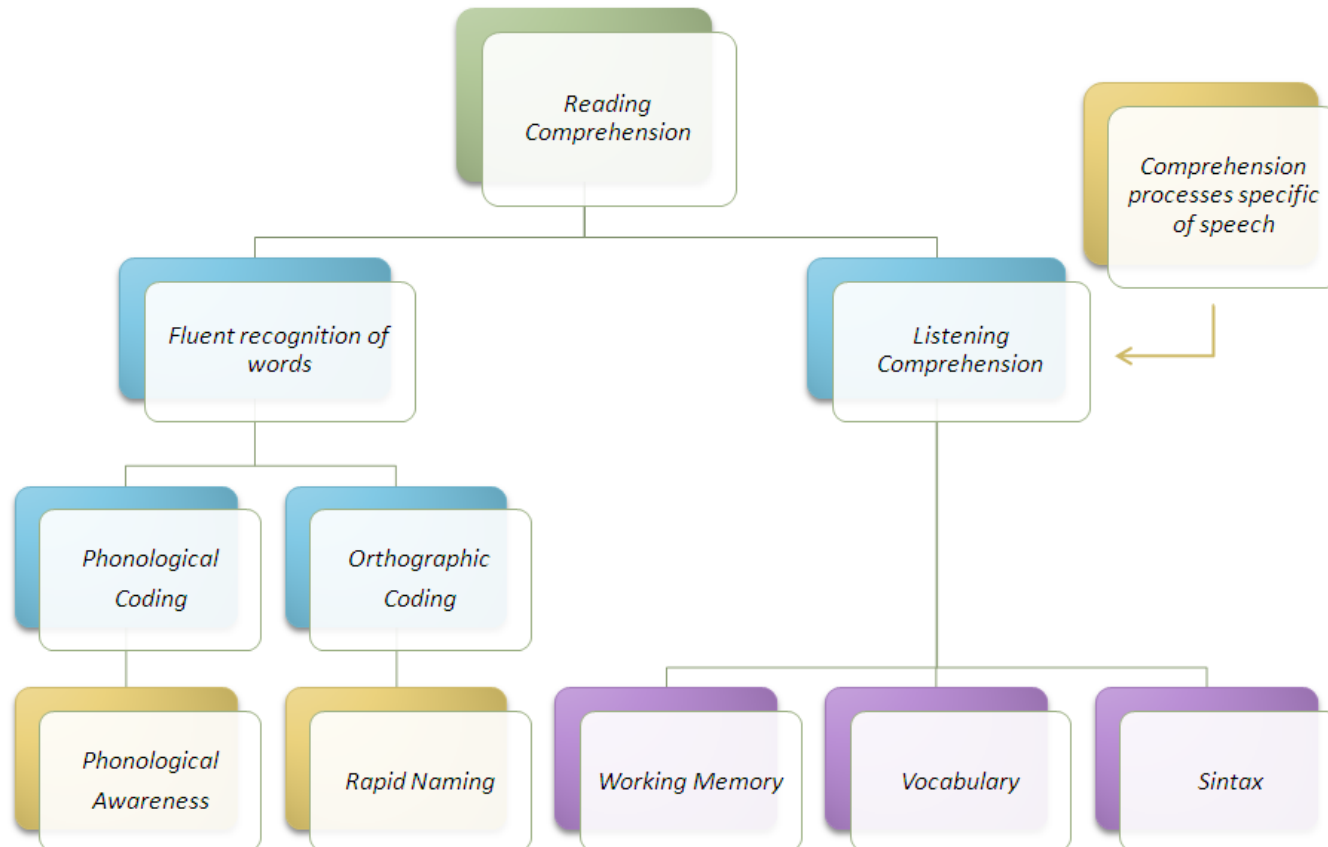 Reading
Comprehension
Comprehension
processes specific
of speech
Fluent recognition of
words
Listening
Comprehension
Phonological
Coding
Orthographic
Coding
Phonological
Awareness
Rapid Naming
Working Memory
Vocabulary
Sintax